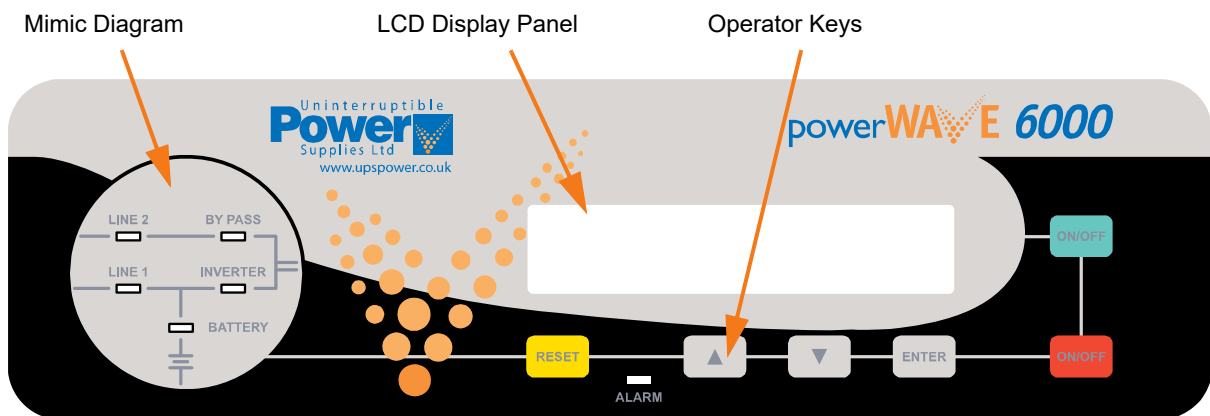 Mimic Diagram
LCD Display Panel
Operator Keys
Uninterruptible
Power
Supplies Ltd
www.upspower.co.uk
powerWAVE 6000
LINE 2
BY PASS
LINE 1
INVERTER
BATTERY
ON/OFF
RESET
▲
▼
ENTER
ON/OFF
ALARM